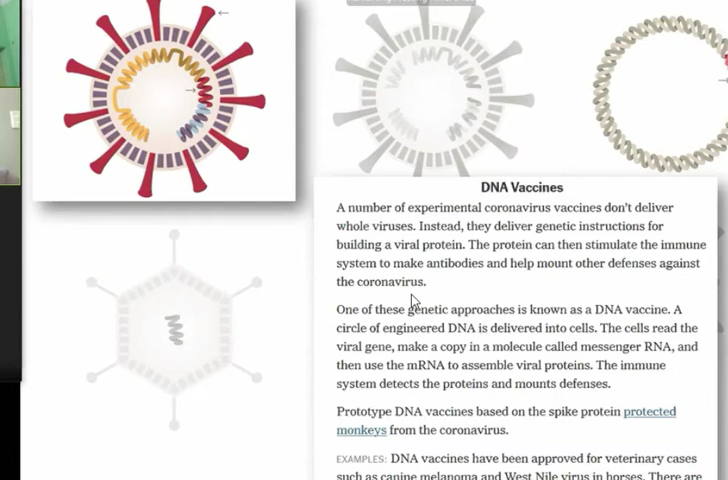 DNA Vaccines
A number of experimental coronavirus vaccines don't deliver
whole viruses. Instead, they deliver genetic instructions for
building a viral protein. The protein can then stimulate the immune
system to make antibodies and help mount other defenses against
the coronavirus.
One of these genetic approaches is known as a DNA vaccine. A
circle of engineered DNA is delivered into cells. The cells read the
viral gene, make a copy in a molecule called messenger RNA, and
then use the mRNA to assemble viral proteins. The immune
system detects the proteins and mounts defenses.
Prototype DNA vaccines based on the spike protein protected
monkeys from the coronavirus.
EXAMPLES: DNA vaccines have been approved for veterinary cases
such as canine melanoma and West Nile virus in horses. There are